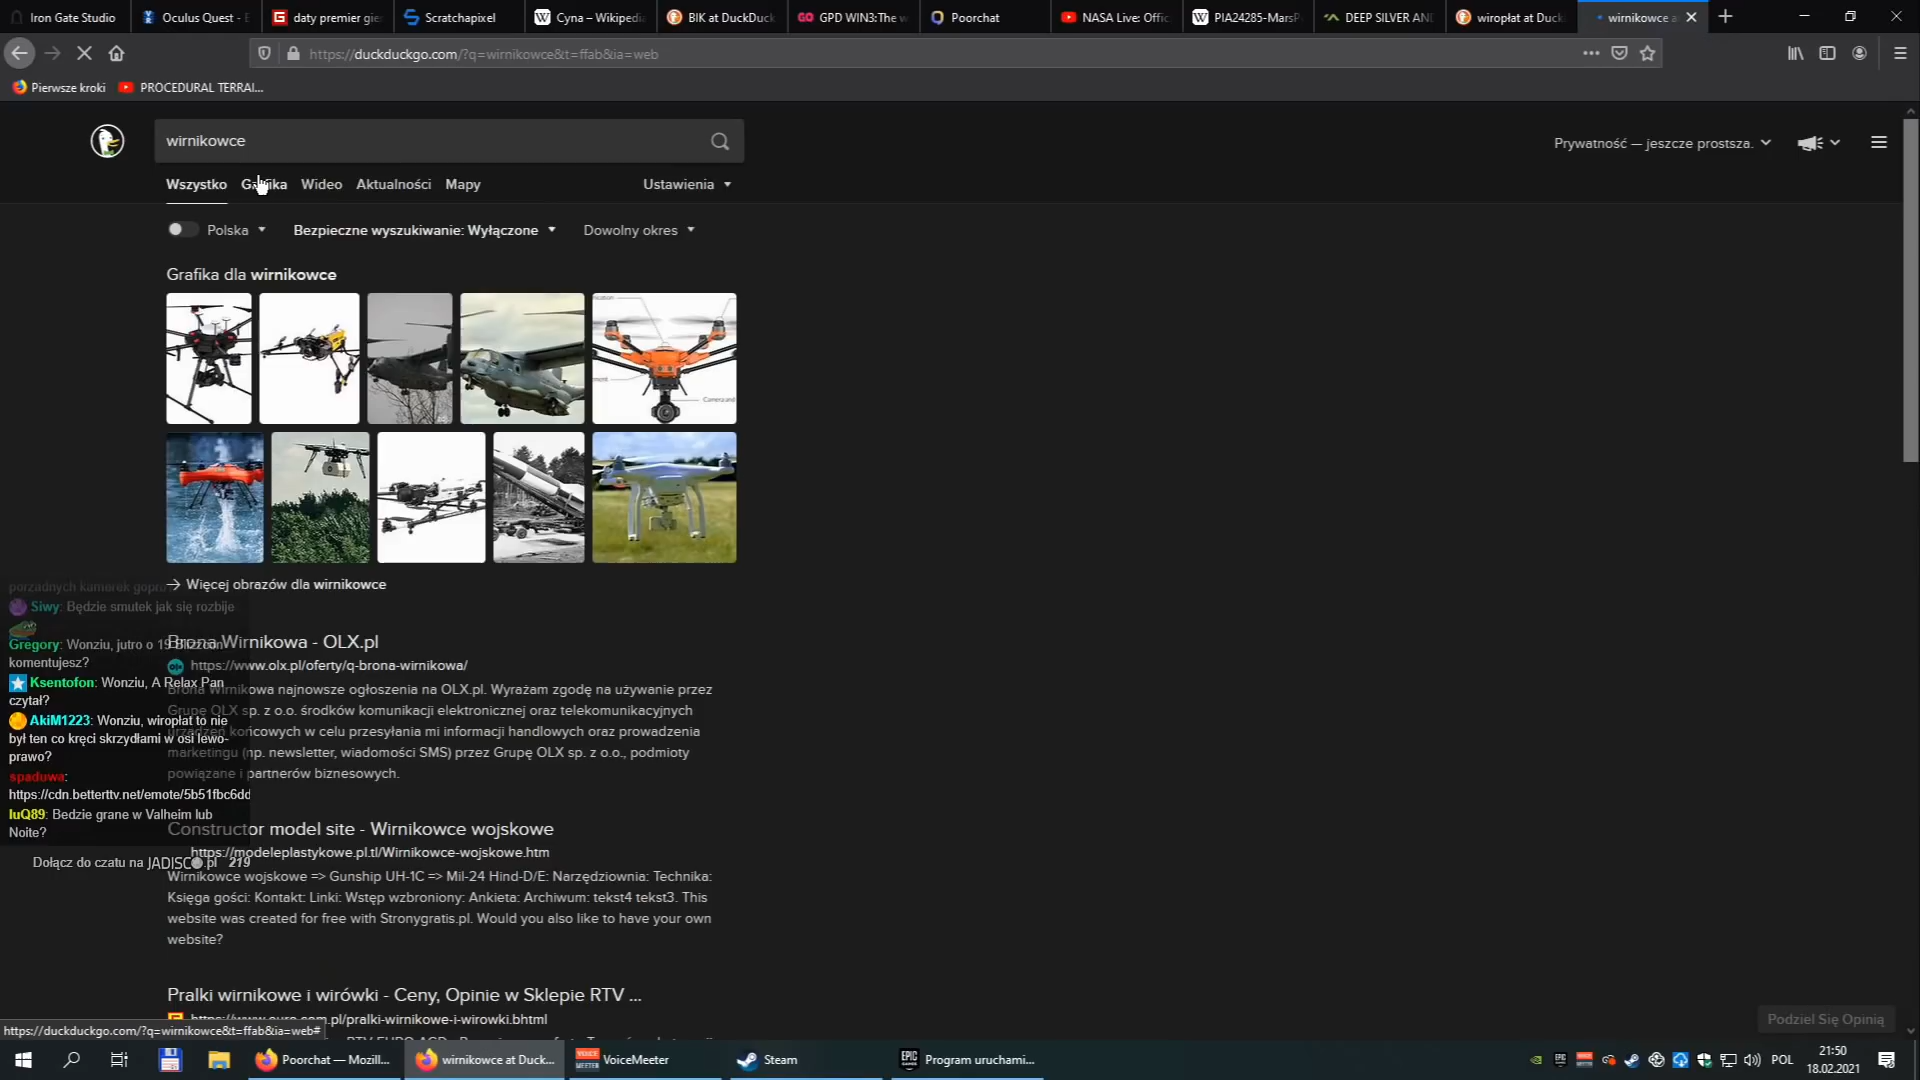 Iron Gate Studio
Oculus Quest - E
daty premier gie
Scratchapixel
Cyna – Wikipedi
BIK at DuckDuck
GPD WIN3:The w
Poorchat
NASA Live: Offic
PIA24285-MarsP
DEEP SILVER AND
wiropłat at Duck
wirnikowce a
https://duckduckgo.com/?q=wirnikowce&t=ffab&ia=web
Pierwsze kroki
PROCEDURAL TERRAI...
wirnikowce
Prywatność — jeszcze prostsza.
Wszystko
Grafika
Wideo
Aktualności
Mapy
Ustawienia
Polska
Bezpieczne wyszukiwanie: Wyłączone
Dowolny okres
Grafika dla wirnikowce
Więcej obrazów dla wirnikowce
porządnych kamerek gopro
Siwy: Będzie smutek jak się rozbije
Gregory: Wonziu, jutro o 19 Blizzcon
komentujesz?
Ksentofon: Wonziu, A Relax Pan
czytał?
AkiM1223: Wonziu, wiropłat to nie
był ten co kręci skrzydłami w osi lewo-
prawo?
spaduwa:
https://cdn.betterttv.net/emote/5b51fbc6dd
luQ89: Bedzie grane w Valheim lub
Noite?
Dołącz do czatu na JADISCO.pl 219
Brona Wirnikowa - OLX.pl
https://www.olx.pl/oferty/q-brona-wirnikowa/
Brona Wirnikowa najnowsze ogłoszenia na OLX.pl. Wyrażam zgodę na używanie przez
Grupę OLX sp. z o.o. środków komunikacji elektronicznej oraz telekomunikacyjnych
urządzeń końcowych w celu przesyłania mi informacji handlowych oraz prowadzenia
marketingu (np. newsletter, wiadomości SMS) przez Grupę OLX sp. z o.o., podmioty
powiązane i partnerów biznesowych.
Constructor model site - Wirnikowce wojskowe
https://modeleplastykowe.pl.tl/Wirnikowce-wojskowe.htm
Wirnikowce wojskowe => Gunship UH-1C => Mil-24 Hind-D/E: Narzędziownia: Technika:
Księga gości: Kontakt: Linki: Wstęp wzbroniony: Ankieta: Archiwum: tekst4 tekst3. This
website was created for free with Stronygratis.pl. Would you also like to have your own
website?
Pralki wirnikowe i wirówki - Ceny, Opinie w Sklepie RTV ...
https://www.euro.com.pl/pralki-wirnikowe-i-wirowki.bhtml
Podziel Się Opinią
https://duckduckgo.com/?q=wirnikowce&t=ffab&ia=web#
Poorchat — Mozill...
wirnikowce at Duck...
VoiceMeeter
Steam
Program uruchami...
POL
21:50
18.02.2021